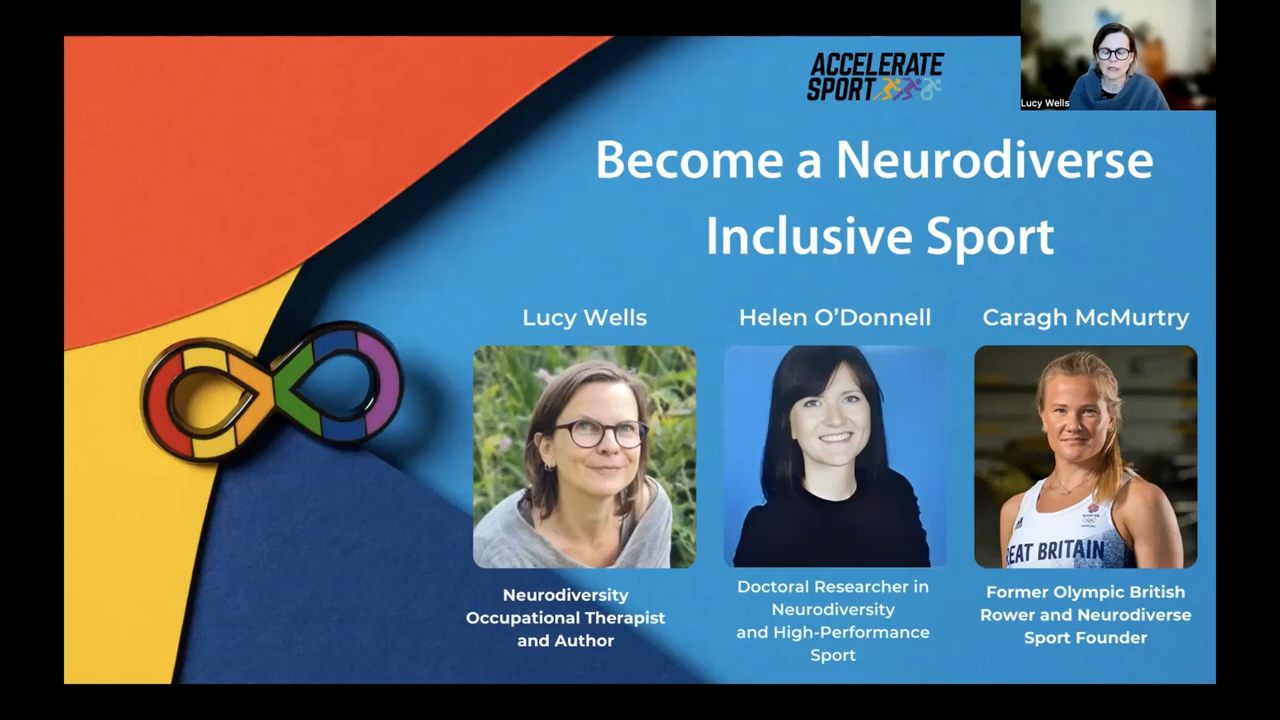 ACCELERATE
SPORT
Lucy Wells
Become a Neurodiverse
Inclusive Sport
Lucy Wells
Helen O’Donnell
Caragh McMurtry
EAT BRITAIN
Neurodiversity
Occupational Therapist
and Author
Doctoral Researcher in
Neurodiversity
and High-Performance
Sport
Former Olympic British
Rower and Neurodiverse
Sport Founder